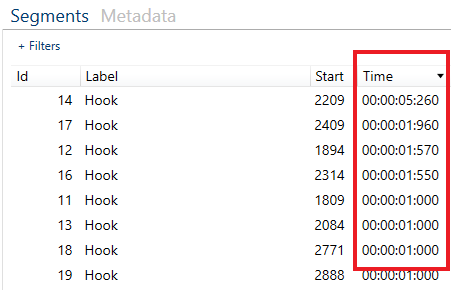 Segments Metadata
+ Filters
Id Label Start Time
14 Hook 2209 00:00:05:260
17 Hook 2409 00:00:01:960
12 Hook 1894 00:00:01:570
16 Hook 2314 00:00:01:550
11 Hook 1809 00:00:01:000
13 Hook 2084 00:00:01:000
18 Hook 2771 00:00:01:000
19 Hook 2888 00:00:01:000